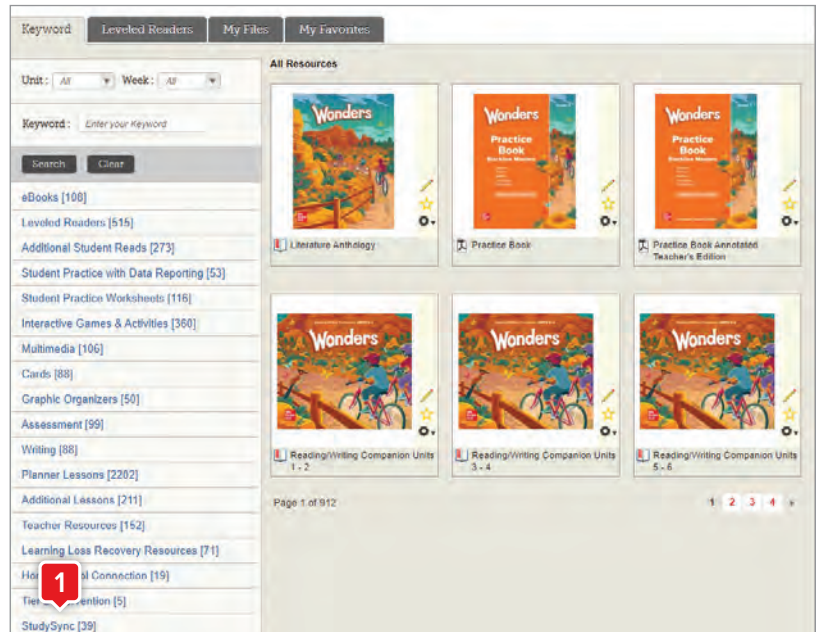 Keyword
Leveled Readers
My Files
My Favorites
Unit: All Week: All
Keyword: Enter your Keyword
Search Clear
eBooks [108]
Leveled Readers [515]
Additional Student Reads [273]
Student Practice with Data Reporting [53]
Student Practice Worksheets [116]
Interactive Games & Activities [360]
Multimedia [106]
Cards [88]
Graphic Organizers [50]
Assessment [99]
Writing [88]
Planner Lessons [2202]
Additional Lessons [211]
Teacher Resources [152]
Learning Loss Recovery Resources [71]
Connection [19]
[5]
StudySync [39]
1
All Resources
Wonders
Literature Anthology
Wonders
Practice
Book
Practice Book
Wonders
Practice
Book
Practice Book Annotated
Teacher's Edition
Wonders
Reading/Writing Companion Units
1 - 2
Wonders
Reading/Writing Companion Units
3 - 4
Wonders
Reading/Writing Companion Units
5 - 6
Page 1 of 912
1 2 3 4